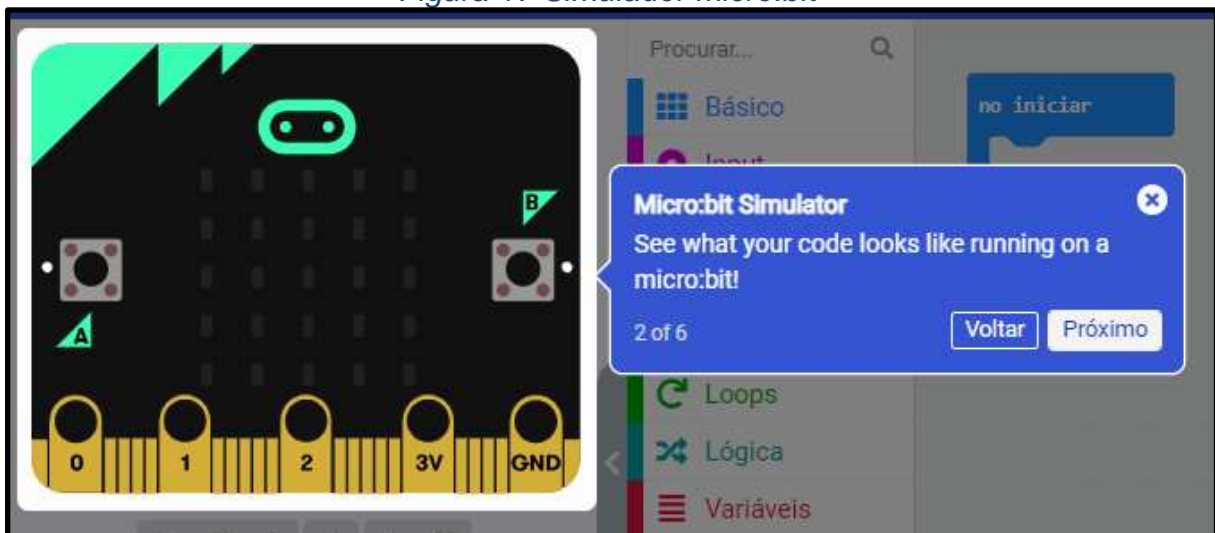 Procurar...
Básico
no iniciar
Input
Micro:bit Simulator
See what your code looks like running on a
micro:bit!
2 of 6
Voltar
Próximo
B
A
Loops
Lógica
Variáveis
0 1 2 3V GND